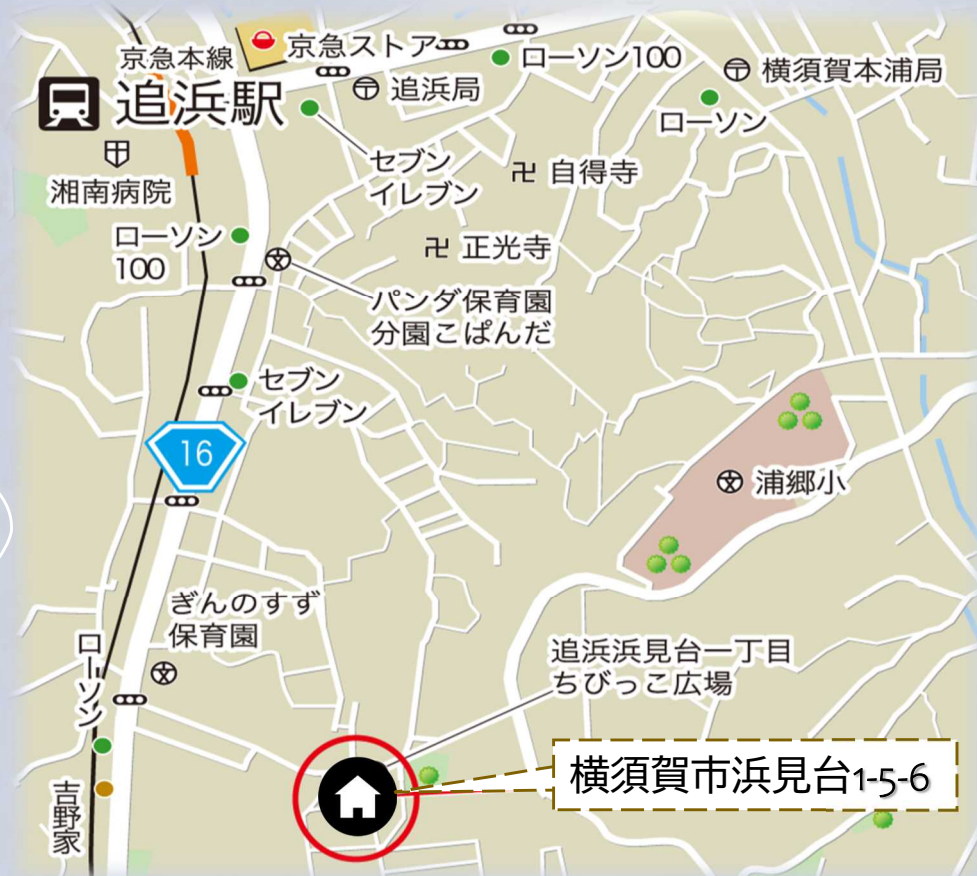 京急本線
追浜駅
京急ストア
ローソン100
横須賀本浦局
追浜局
ローソン
湘南病院
セブン
イレブン
自得寺
ローソン
100
正光寺
パンダ保育園
分園こぱんだ
セブン
イレブン
16
浦郷小
ぎんのすず
保育園
ローソン
追浜浜見台一丁目
ちびっこ広場
横須賀市浜見台1-5-6
吉野家